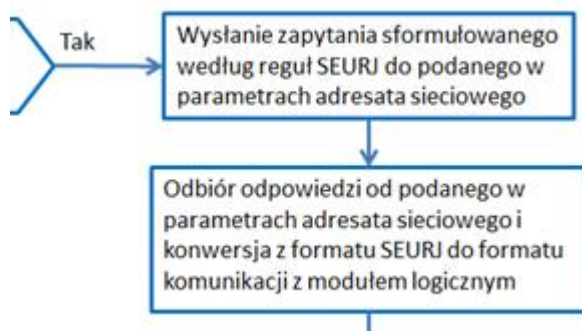 Tak
Wysłanie zapytania sformułowanego
według reguł SEURJ do podanego w
parametrach adresata sieciowego
Odbiór odpowiedzi od podanego w
parametrach adresata sieciowego i
konwersja z formatu SEURJ do formatu
komunikacji z modułem logicznym